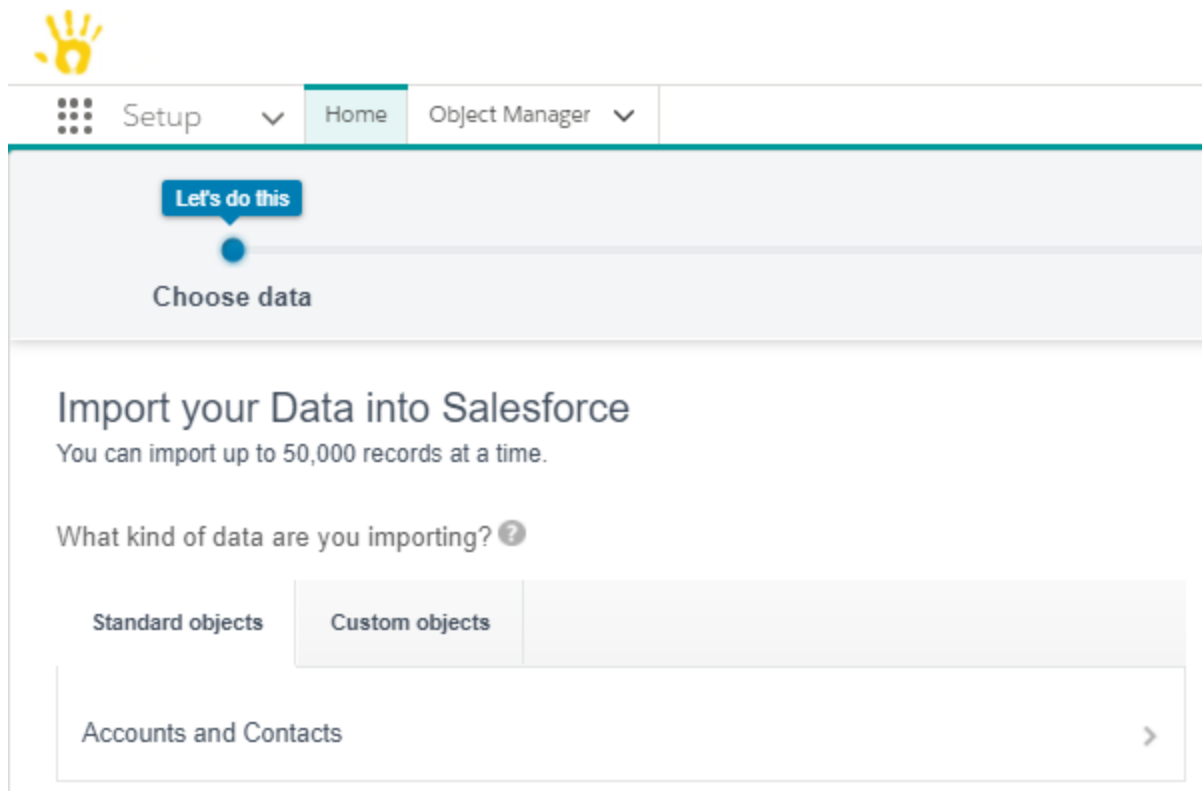 Setup
Home
Object Manager
Let's do this
Choose data
Import your Data into Salesforce
You can import up to 50,000 records at a time.
What kind of data are you importing? ?
Standard objects
Custom objects
Accounts and Contacts